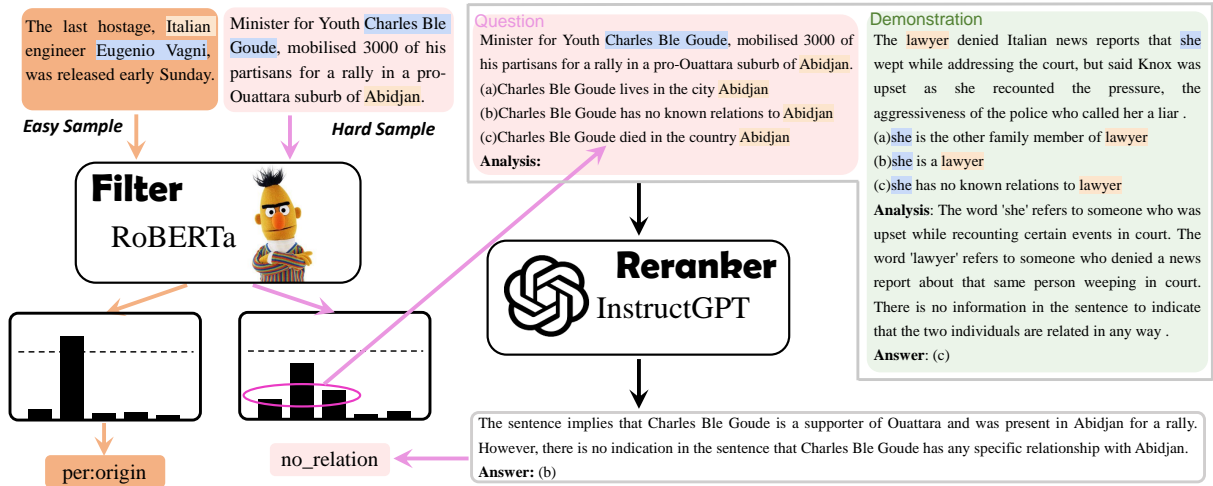 The last hostage, Italian
engineer Eugenio Vagni,
was released early Sunday.
Minister for Youth Charles Ble
Goude, mobilised 3000 of his
partisans for a rally in a pro-
Ouattara suburb of Abidjan.
Easy Sample
Hard Sample
Filter
RoBERTa
per:origin
no_relation
Question
Minister for Youth Charles Ble Goude, mobilised 3000 of
his partisans for a rally in a pro-Ouattara suburb of Abidjan.
(a)Charles Ble Goude lives in the city Abidjan
(b)Charles Ble Goude has no known relations to Abidjan
(c)Charles Ble Goude died in the country Abidjan
Analysis:
Reranker
InstructGPT
Demonstration
The lawyer denied Italian news reports that she
wept while addressing the court, but said Knox was
upset as she recounted the pressure, the
aggressiveness of the police who called her a liar .
(a)she is the other family member of lawyer
(b)she is a lawyer
(c)she has no known relations to lawyer
Analysis: The word 'she' refers to someone who was
upset while recounting certain events in court. The
word 'lawyer' refers to someone who denied a news
report about that same person weeping in court.
There is no information in the sentence to indicate
that the two individuals are related in any way .
Answer: (c)
The sentence implies that Charles Ble Goude is a supporter of Ouattara and was present in Abidjan for a rally.
However, there is no indication in the sentence that Charles Ble Goude has any specific relationship with Abidjan.
Answer: (b)